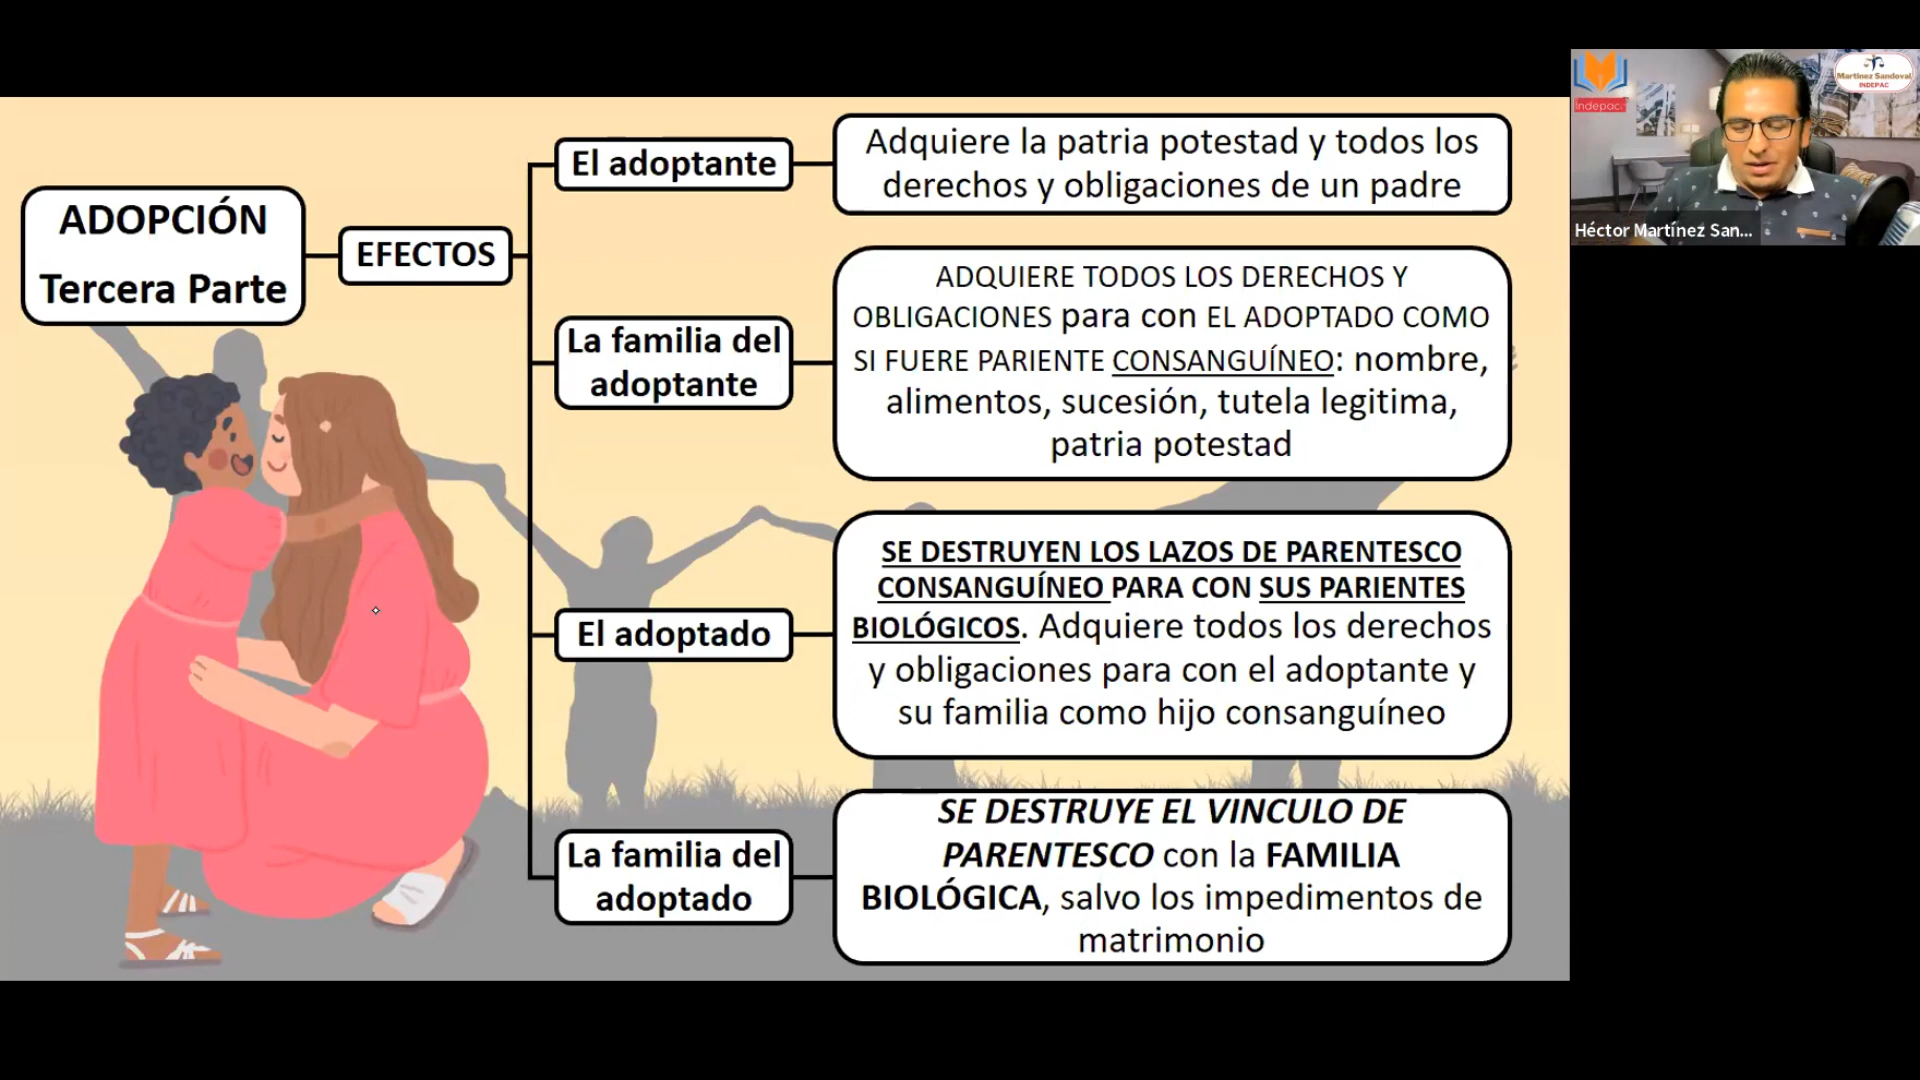 ADOPCIÓN
Tercera Parte
EFECTOS
El adoptante
Adquiere la patria potestad y todos los
derechos y obligaciones de un padre
La familia del
adoptante
ADQUIERE TODOS LOS DERECHOS Y
OBLIGACIONES para con EL ADOPTADO COMO
SI FUERE PARIENTE CONSANGUÍNEO: nombre,
alimentos, sucesión, tutela legitima,
patria potestad
El adoptado
SE DESTRUYEN LOS LAZOS DE PARENTESCO
CONSANGUÍNEO PARA CON SUS PARIENTES
BIOLÓGICOS. Adquiere todos los derechos
y obligaciones para con el adoptante y
su familia como hijo consanguíneo
La familia del
adoptado
SE DESTRUYE EL VINCULO DE
PARENTESCO con la FAMILIA
BIOLÓGICA, salvo los impedimentos de
matrimonio
Indepac
Martínez Sandoval
INDEPAC
Héctor Martínez San...